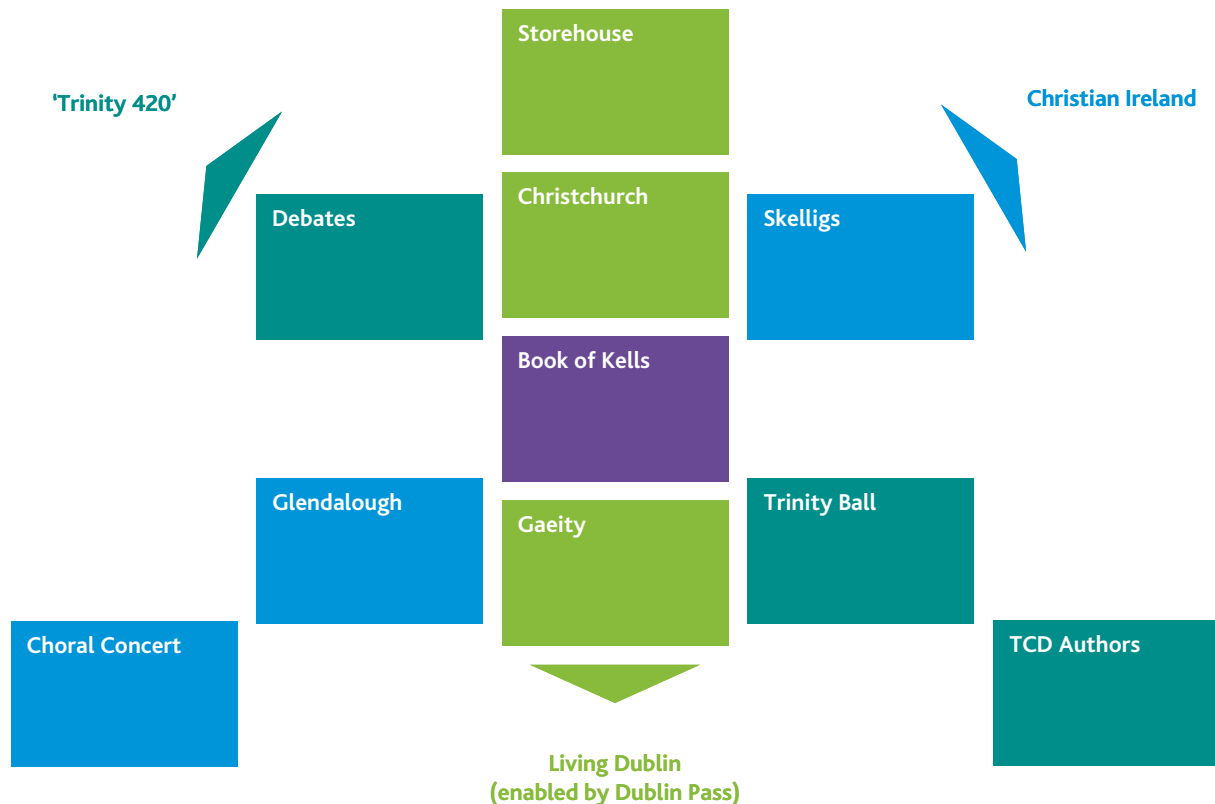 Storehouse
'Trinity 420'
Christian Ireland
Christchurch
Debates
Skelligs
Book of Kells
Glendalough
Trinity Ball
Gaeity
Choral Concert
TCD Authors
Living Dublin
(enabled by Dublin Pass)